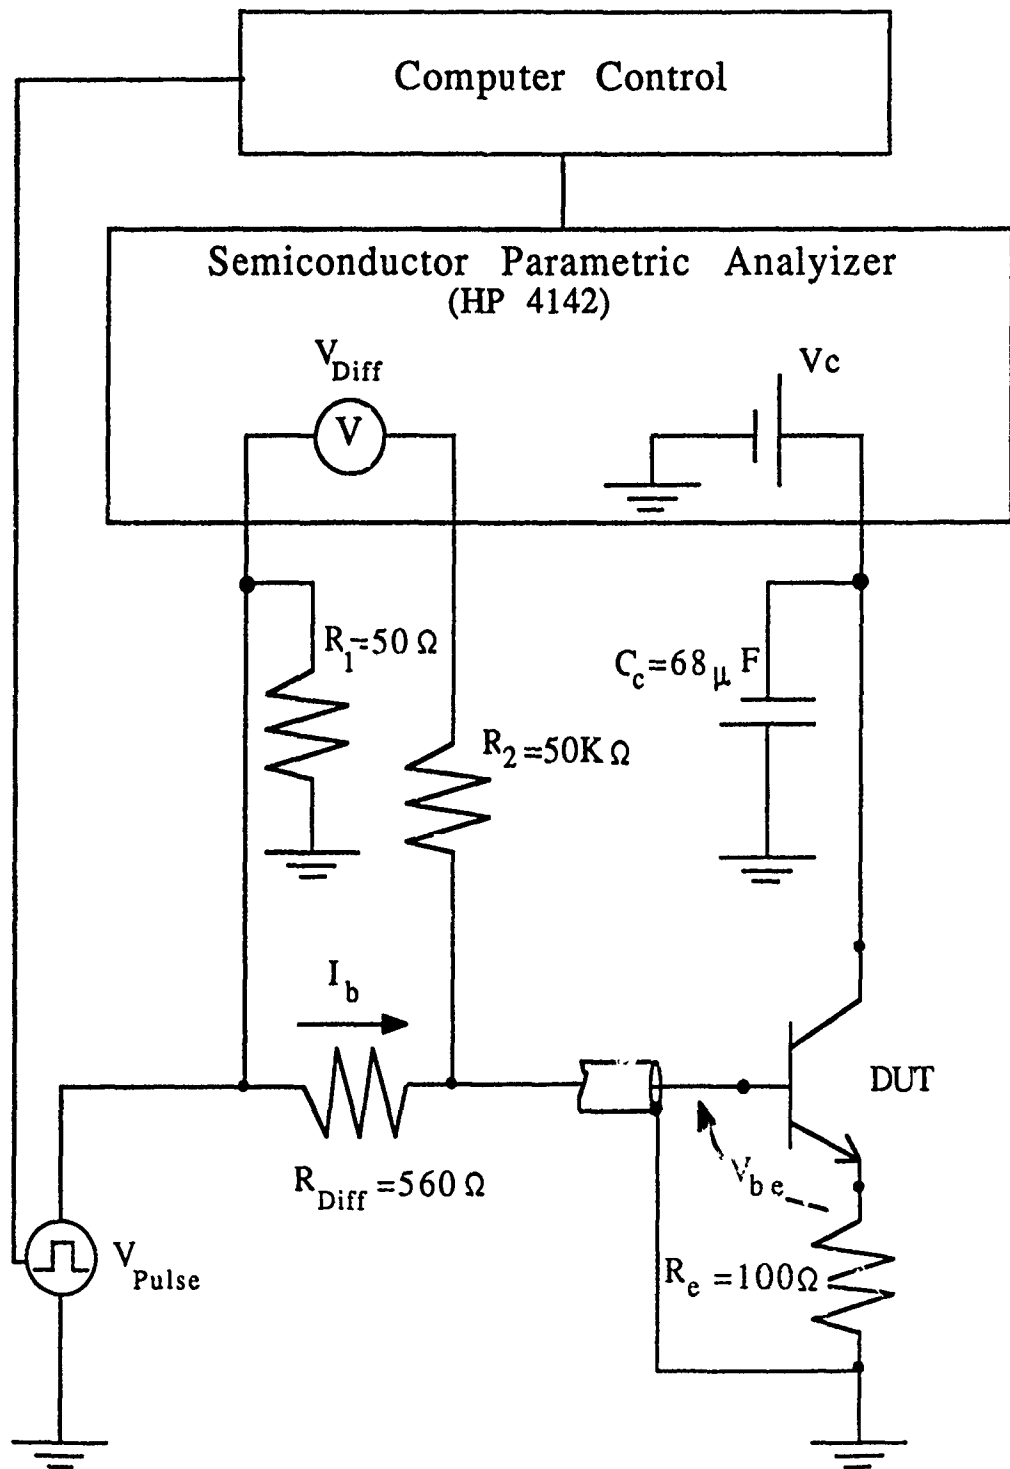 Computer Control
Semiconductor Parametric Analyizer
(HP 4142)
V_Diff
Vc
V
R_1=50 Ω
C_c=68 μ F
R_2=50K Ω
I_b
DUT
R_Diff=560 Ω
V_be
V_Pulse
R_e=100Ω